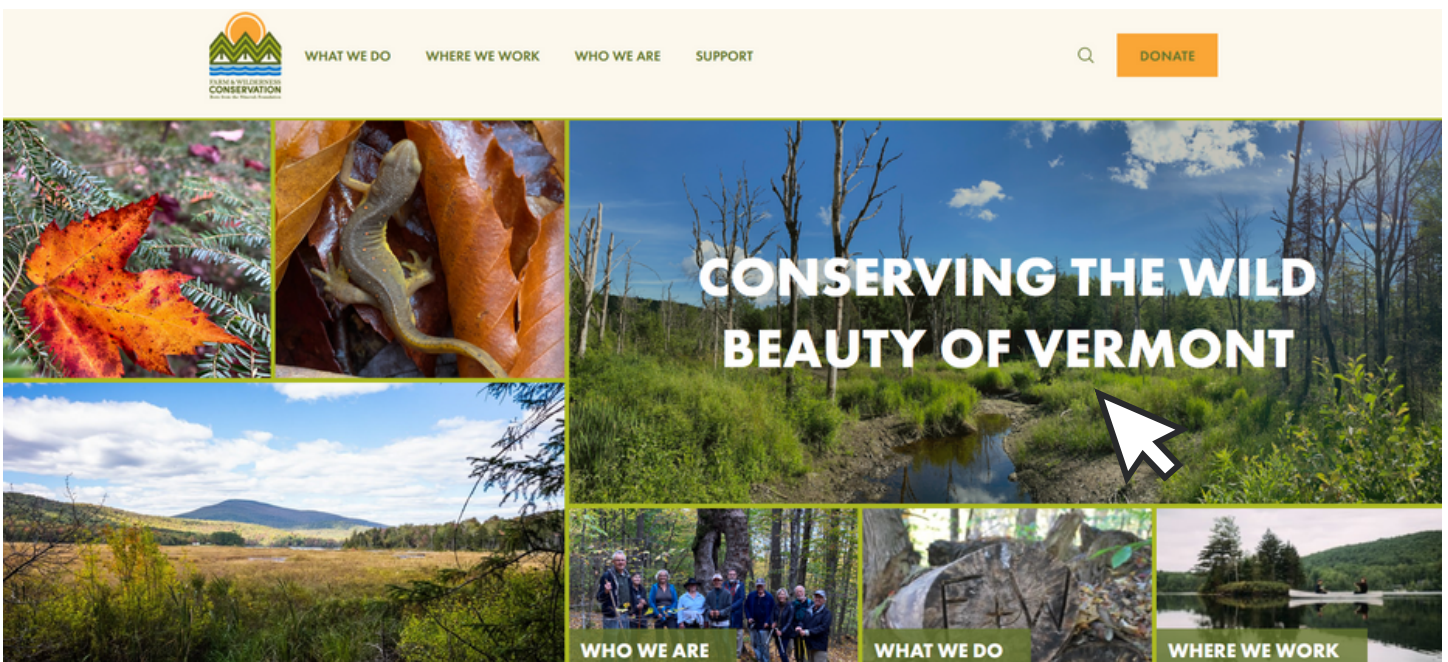 WHAT WE DO
WHERE WE WORK
WHO WE ARE
SUPPORT
DONATE
FARM & WILDERNESS
CONSERVATION
CONSERVING THE WILD
BEAUTY OF VERMONT
F+W
WHO WE ARE
WHAT WE DO
WHERE WE WORK